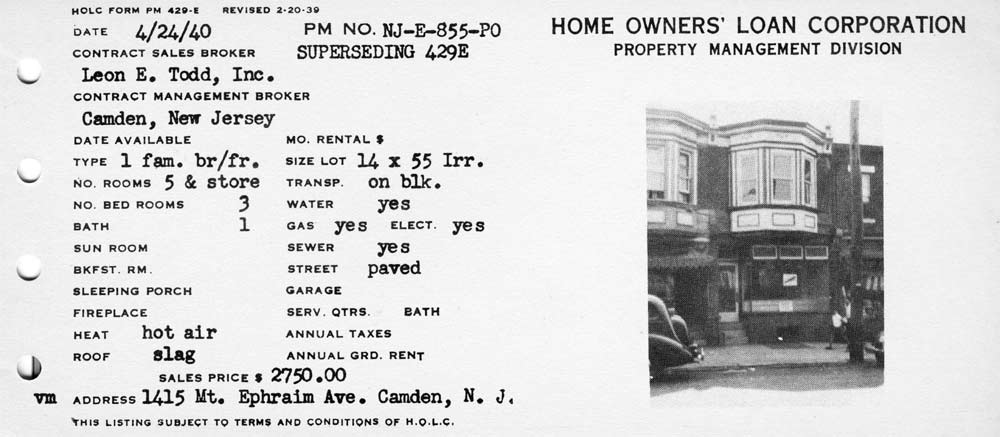 HOLC FORM PM 429-E REVISED 2-20-39
DATE 4/24/40 PM NO. NJ-E-855-PO
CONTRACT SALES BROKER SUPERSEDING 429E
Leon E. Todd, Inc.
CONTRACT MANAGEMENT BROKER
Camden, New Jersey
DATE AVAILABLE MO. RENTAL $
TYPE 1 fam. br/fr. SIZE LOT 14 x 55 Irr.
NO. ROOMS 5 & store TRANSP. on blk.
NO. BED ROOMS 3 WATER yes
BATH 1 GAS yes ELECT. yes
SUN ROOM SEWER yes
BKFST. RM. STREET paved
SLEEPING PORCH GARAGE
FIREPLACE SERV. QTRS. BATH
HEAT hot air ANNUAL TAXES
ROOF slag ANNUAL GRD. RENT
SALES PRICE $ 2750.00
vm ADDRESS 1415 Mt. Ephraim Ave. Camden, N. J.
THIS LISTING SUBJECT TO TERMS AND CONDITIONS OF H.O.L.C.
HOME OWNERS' LOAN CORPORATION
PROPERTY MANAGEMENT DIVISION